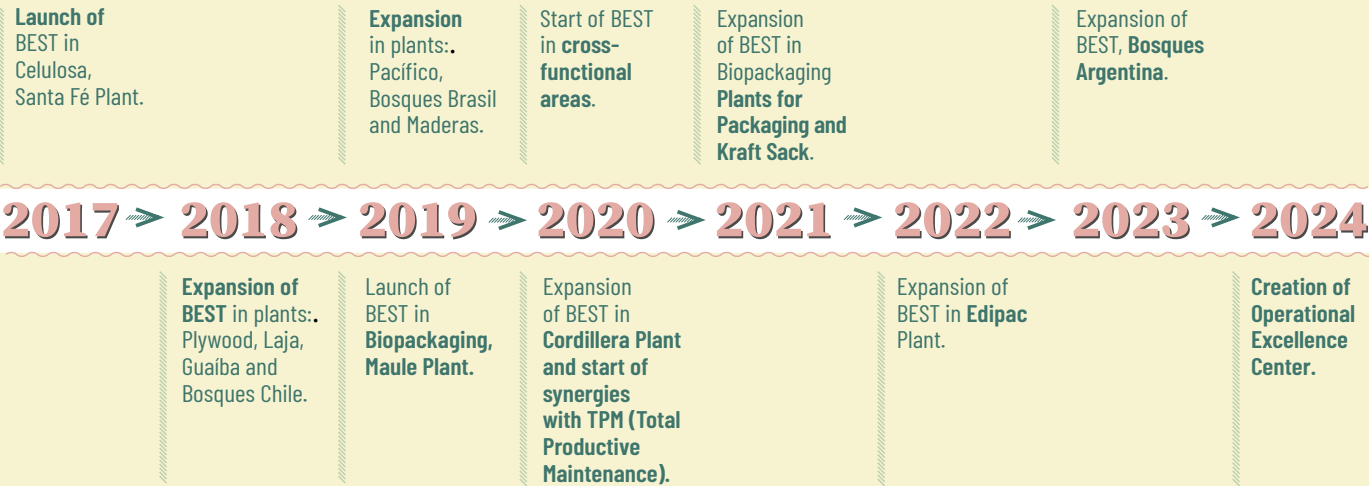 Launch of
BEST in
Celulosa,
Santa Fé Plant.
Expansion
in plants:.
Pacífico,
Bosques Brasil
and Maderas.
Start of BEST
in cross-
functional
areas.
Expansion
of BEST in
Biopackaging
Plants for
Packaging and
Kraft Sack.
Expansion of
BEST, Bosques
Argentina.
2017 2018 2019 2020 2021 2022 2023 2024
Expansion of
BEST in plants:.
Plywood, Laja,
Guaíba and
Bosques Chile.
Launch of
BEST in
Biopackaging,
Maule Plant.
Expansion
of BEST in
Cordillera Plant
and start of
synergies
with TPM (Total
Productive
Maintenance).
Expansion of
BEST in Edipac
Plant.
Creation of
Operational
Excellence
Center.